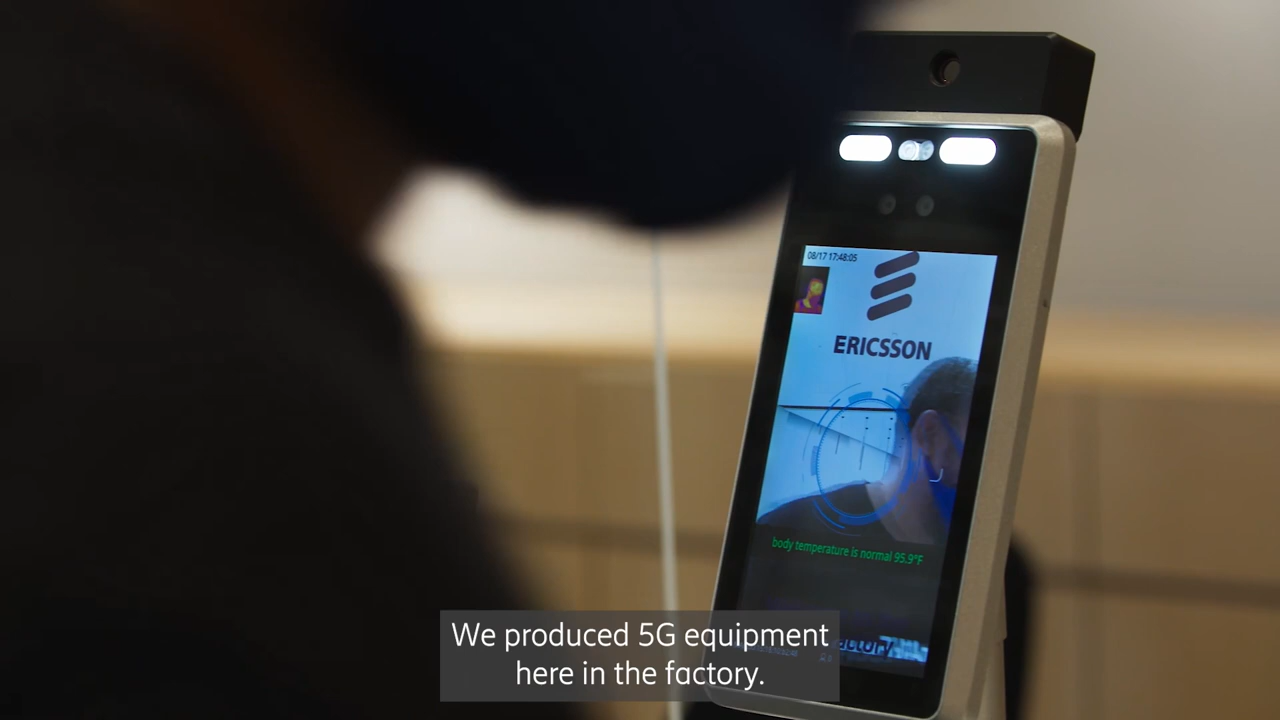 08/17 17:48:05
ERICSSON
body temperature is normal 95.9°F
We produced 5G equipment
here in the factory.